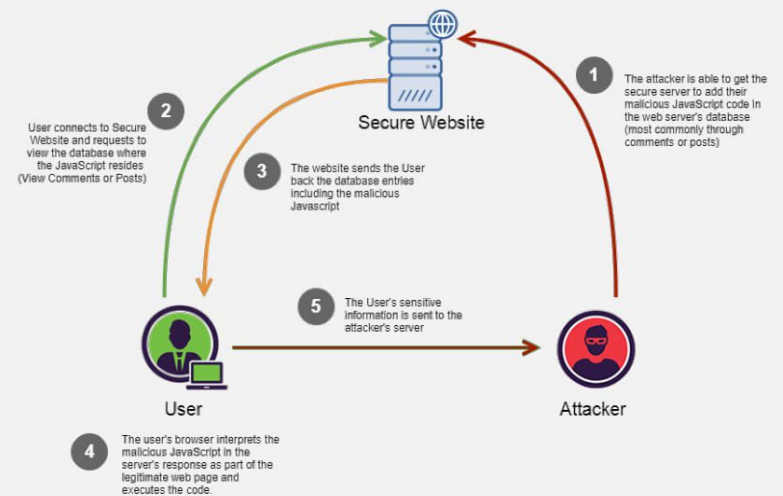 1
The attacker is able to get the
secure server to add their
malicious JavaScript code in
the web server's database
(most commonly through
comments or posts)
Secure Website
2
User connects to Secure
Website and requests to
view the database where
the JavaScript resides
(View Comments or Posts)
3
The website sends the User
back the database entries
including the malicious
Javascript
5
The User's sensitive
information is sent to the
attacker's server
User
Attacker
4
The user's browser interprets the
malicious JavaScript in the
server's response as part of the
legitimate web page and
executes the code.